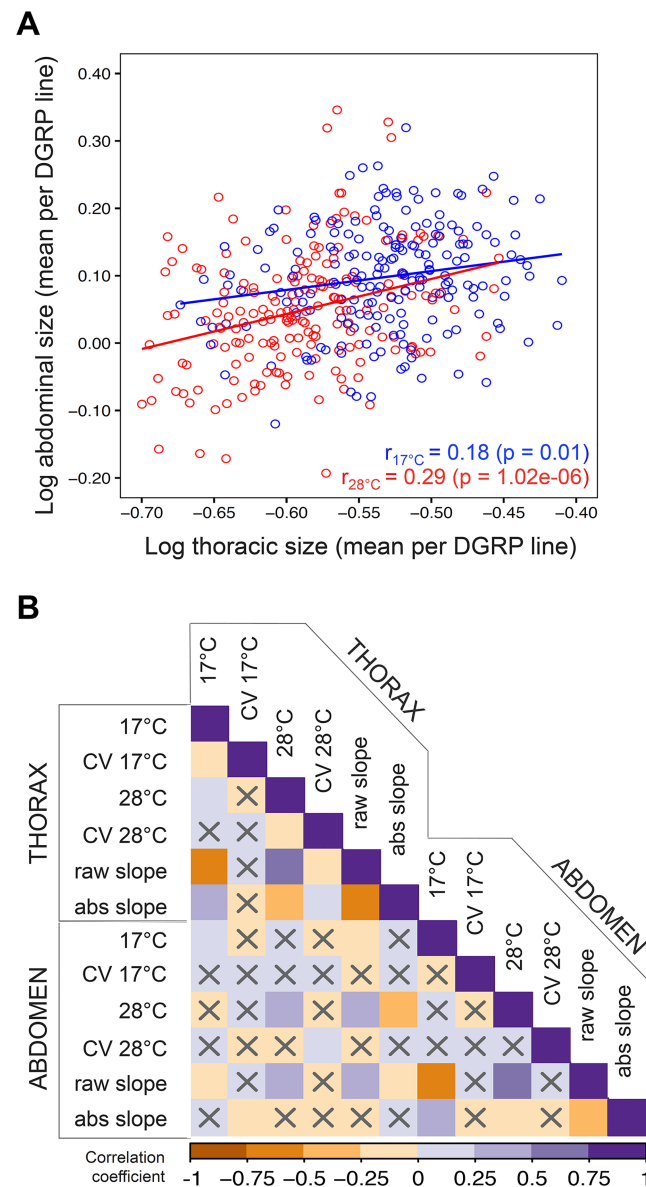 A
Log abdominal size (mean per DGRP line)
0.40
0.30
0.20
0.10
0.00
−0.10
−0.20
r17°C = 0.18 (p = 0.01)
r28°C = 0.29 (p = 1.02e-06)
−0.70 −0.65 −0.60 −0.55 −0.50 −0.45 −0.40
Log thoracic size (mean per DGRP line)
B
THORAX
17°C CV 17°C 28°C CV 28°C raw slope abs slope
ABDOMEN
17°C CV 17°C 28°C CV 28°C raw slope abs slope
THORAX
17°C
CV 17°C
28°C
CV 28°C
raw slope
abs slope
ABDOMEN
17°C
CV 17°C
28°C
CV 28°C
raw slope
abs slope
Correlation
coefficient
-1 −0.75 −0.5 −0.25 0 0.25 0.5 0.75 1